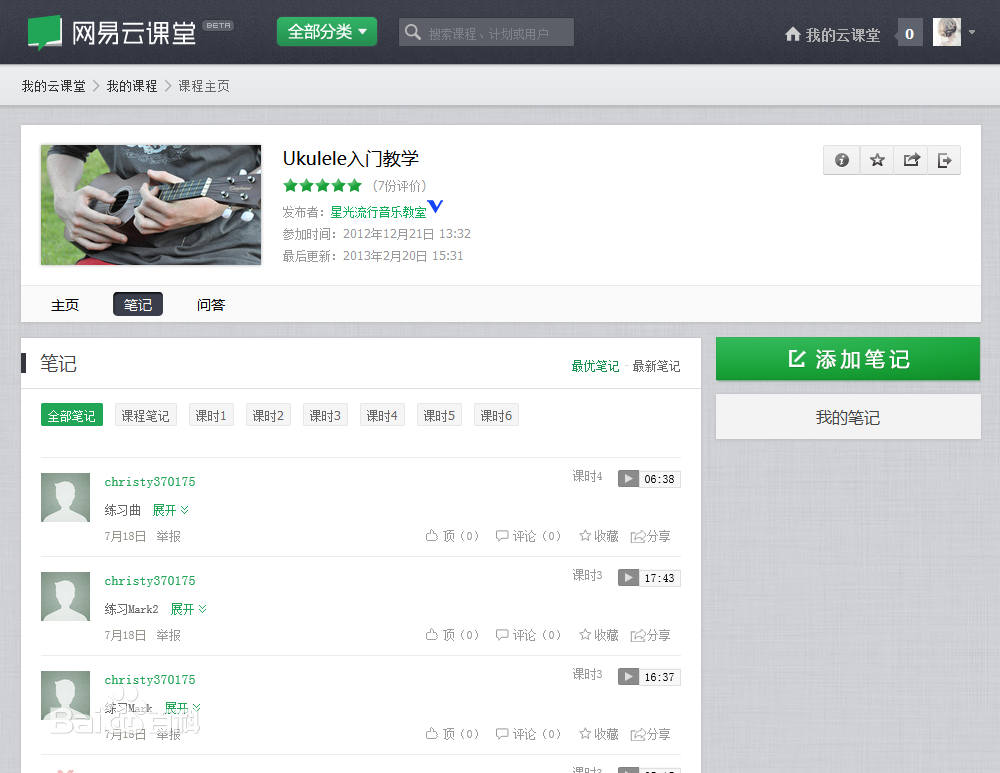 网易云课堂 BETA 全部分类 搜索课程、计划或用户 我的云课堂 0
我的云课堂 我的课程 课程主页
Ukulele入门教学
(7份评价)
发布者：星光流行音乐教室
参加时间：2012年12月21日 13:32
最后更新：2013年2月20日 15:31
主页 笔记 问答
笔记 最优笔记 最新笔记
添加笔记
我的笔记
全部笔记 课程笔记 课时1 课时2 课时3 课时4 课时5 课时6
christy370175 课时4 06:38
练习曲 展开
7月18日 举报 顶（0） 评论（0） 收藏 分享
christy370175 课时3 17:43
练习Mark2 展开
7月18日 举报 顶（0） 评论（0） 收藏 分享
christy370175 课时3 16:37
练习Mark 展开
7月18日 举报 顶（0） 评论（0） 收藏 分享
Bai百科